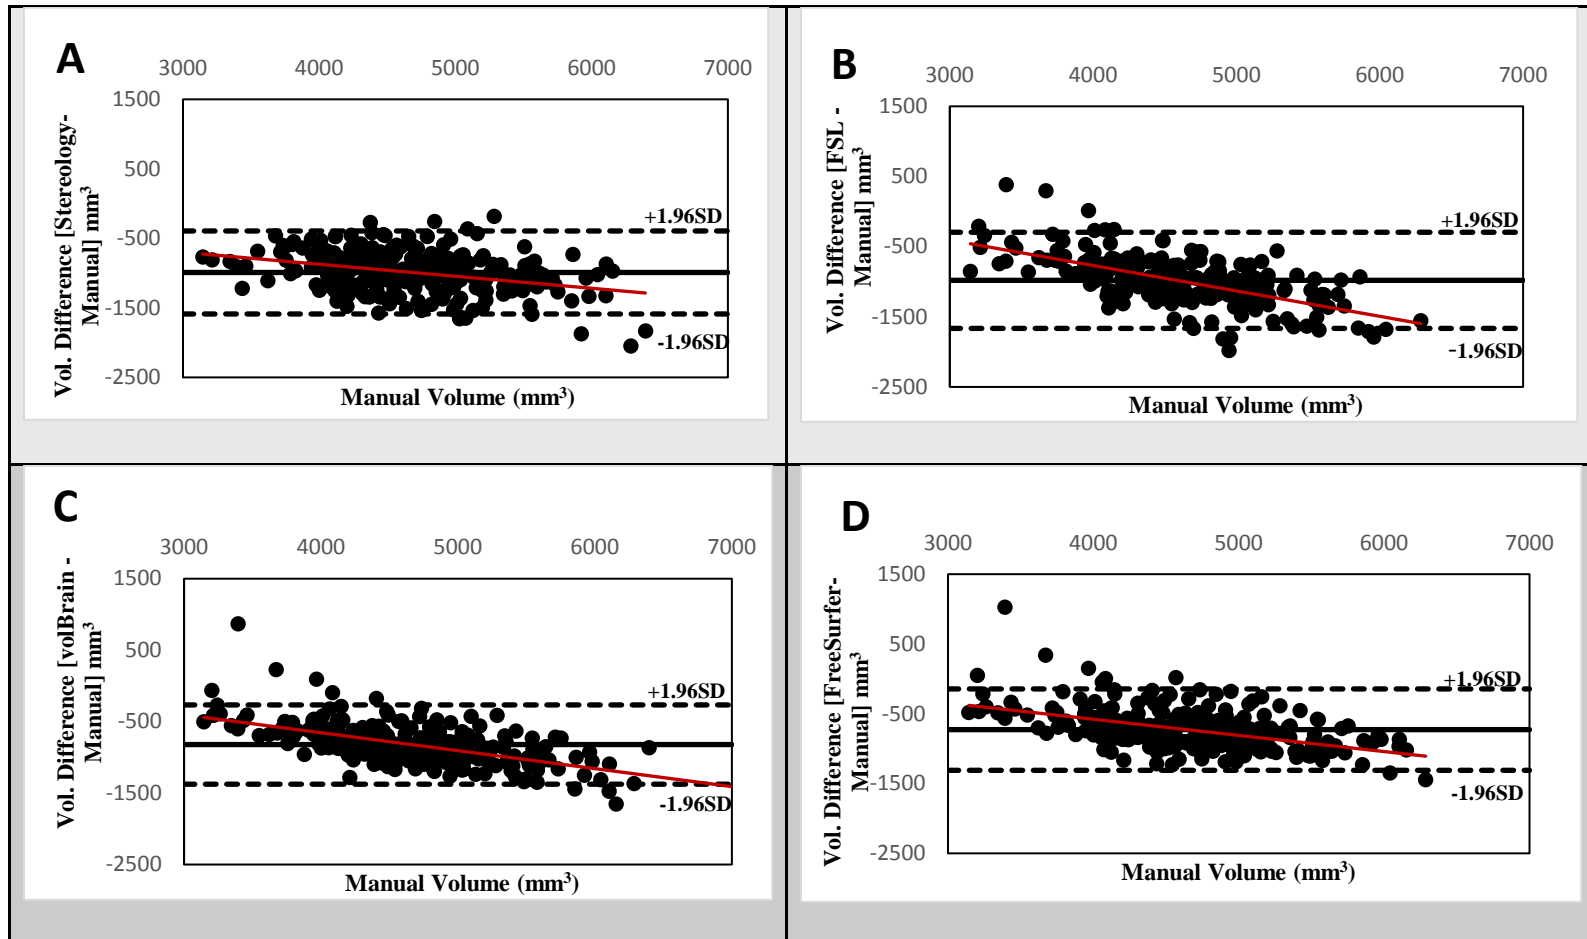 A
3000 4000 5000 6000 7000
1500
500
-500
-1500
-2500
Vol. Difference [Stereology-
Manual] mm³
+1.96SD
-1.96SD
Manual Volume (mm³)
B
3000 4000 5000 6000 7000
1500
500
-500
-1500
-2500
Vol. Difference [FSL -
Manual] mm³
+1.96SD
-1.96SD
Manual Volume (mm³)
C
3000 4000 5000 6000 7000
1500
500
-500
-1500
-2500
Vol. Difference [volBrain -
Manual] mm³
+1.96SD
-1.96SD
Manual Volume (mm³)
D
3000 4000 5000 6000 7000
1500
500
-500
-1500
-2500
Vol. Difference [FreeSurfer-
Manual] mm³
+1.96SD
-1.96SD
Manual Volume (mm³)